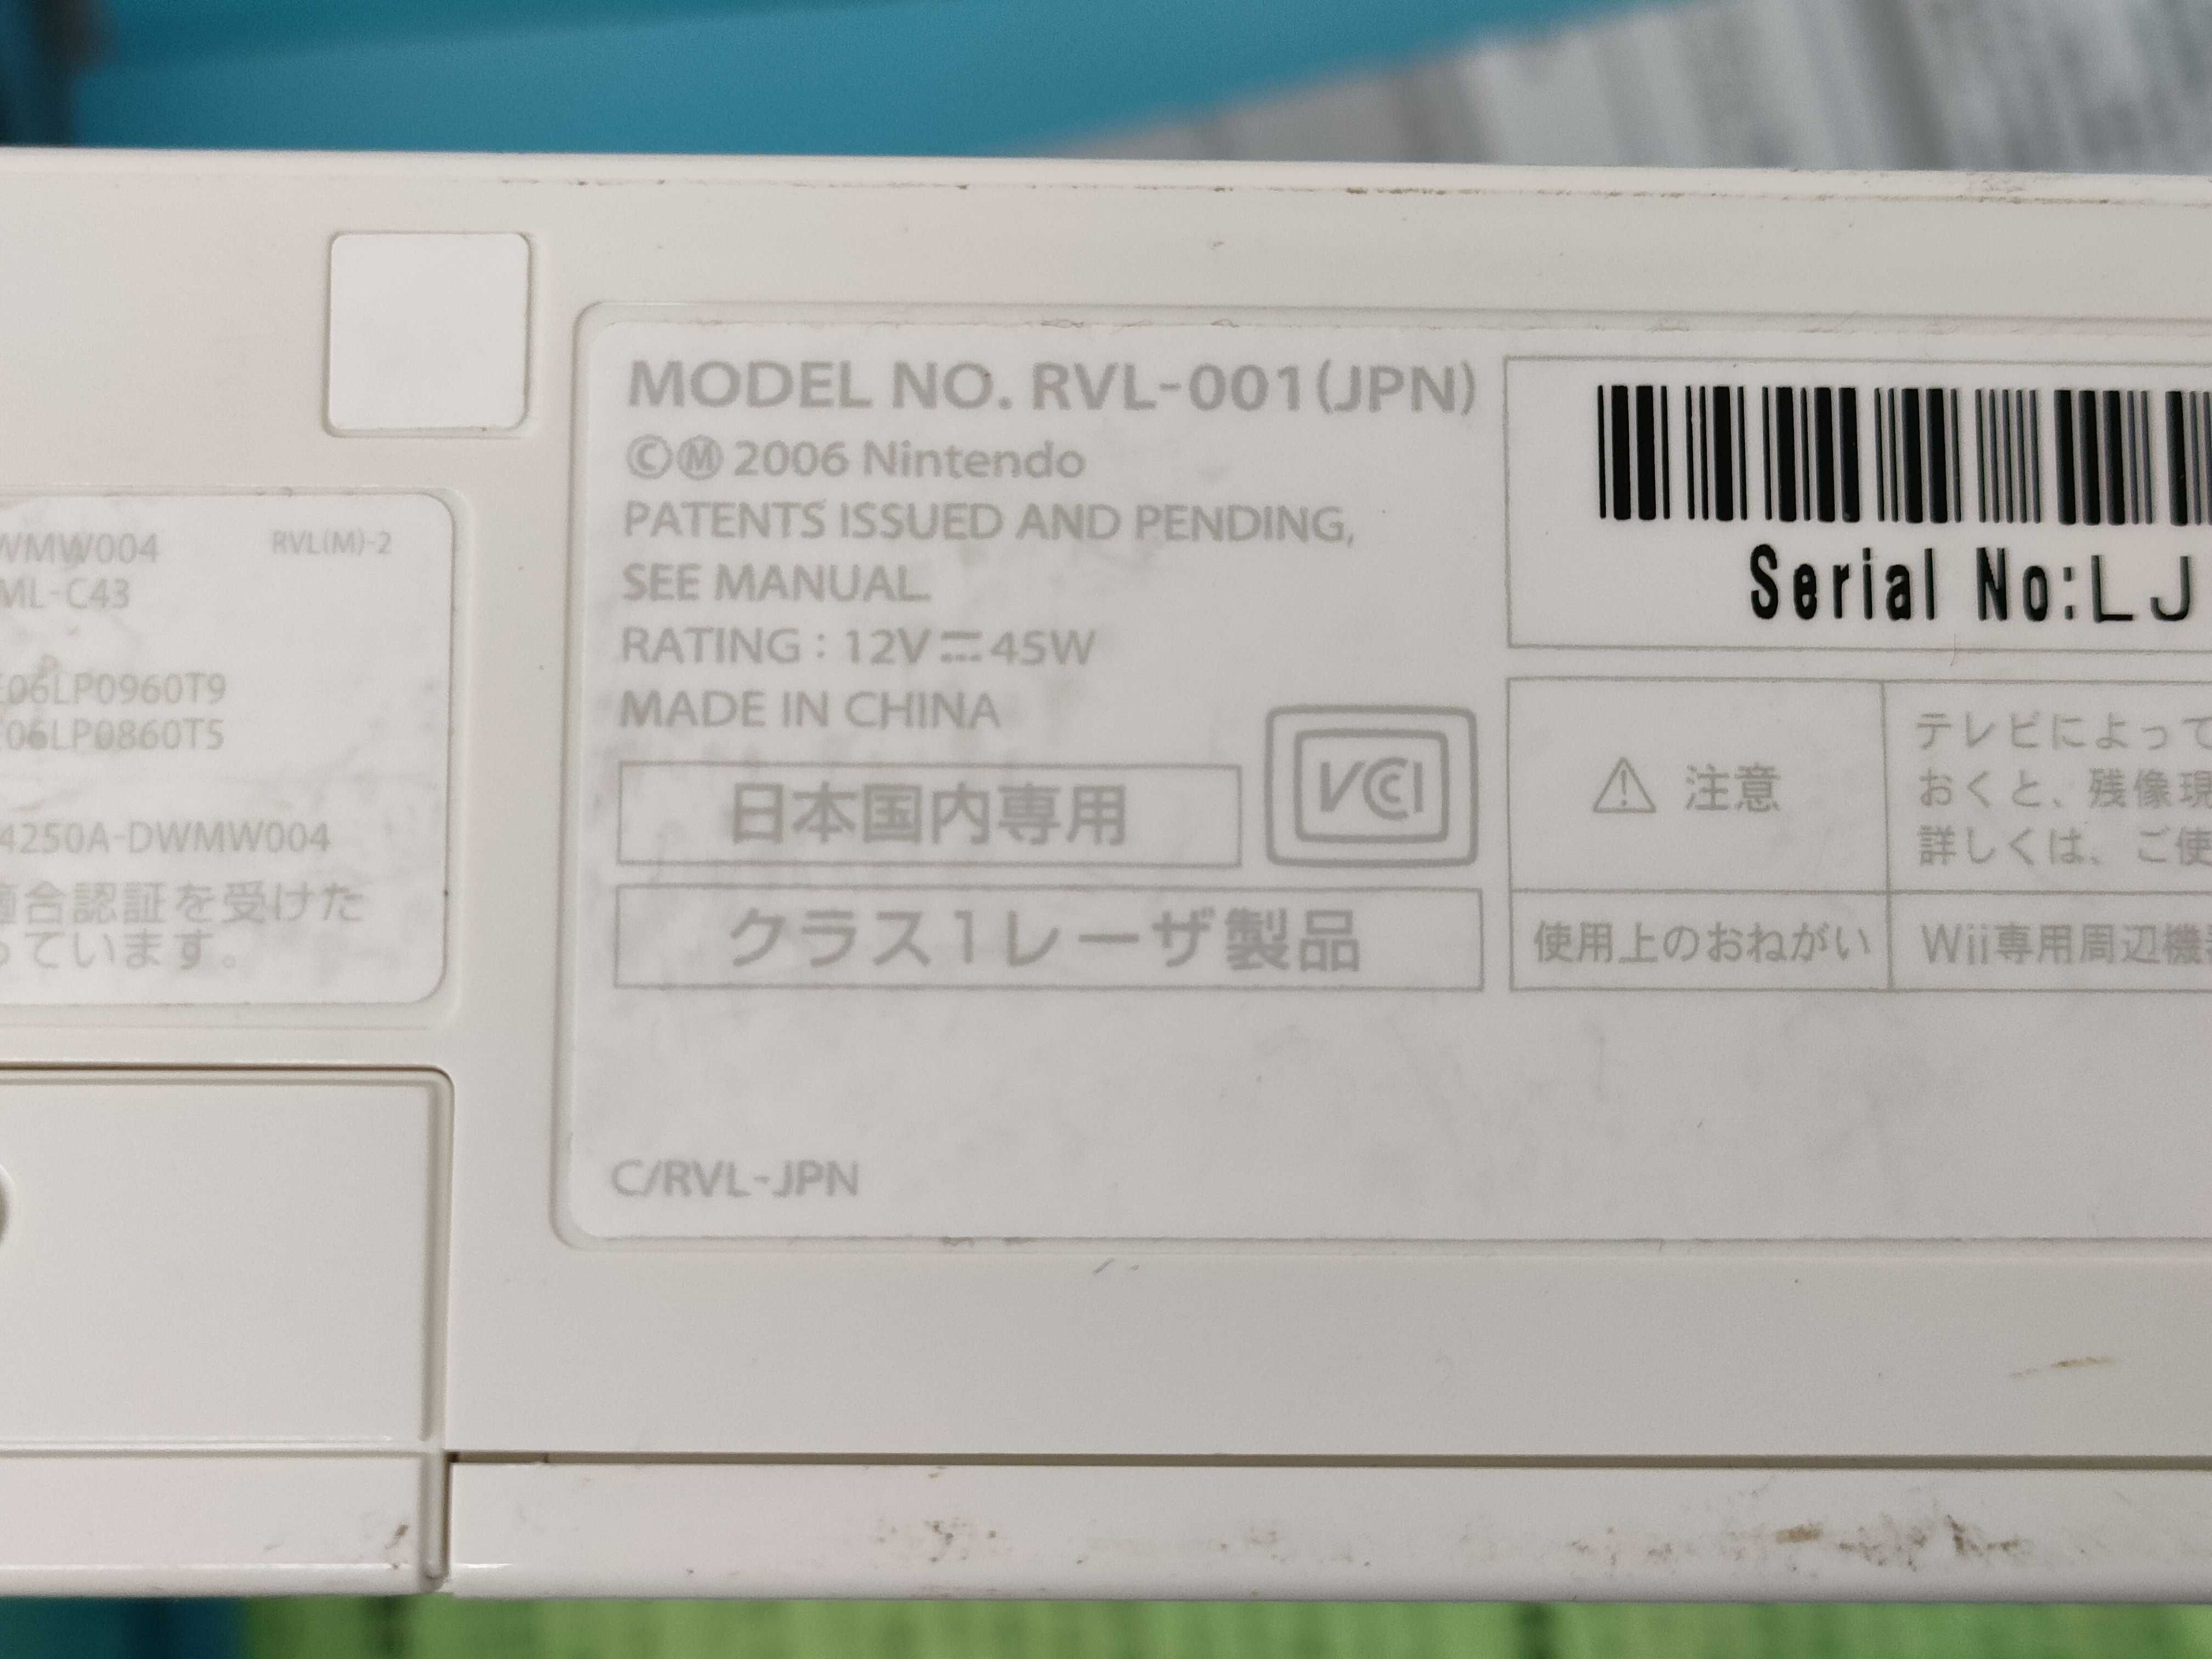 WMW004
RVL(M)-2
ML-C43
06LP0960T9
06LP0860T5
4250A-DWMW004
適合認証を受けた
っています。
MODEL NO. RVL-001(JPN)
©Ⓜ 2006 Nintendo
PATENTS ISSUED AND PENDING,
SEE MANUAL.
RATING : 12V⎓45W
MADE IN CHINA
日本国内専用
VCCI
クラス1レーザ製品
C/RVL-JPN
Serial No:LJ
⚠ 注意
テレビによって
おくと、残像現
詳しくは、ご使
使用上のおねがい
Wii専用周辺機器